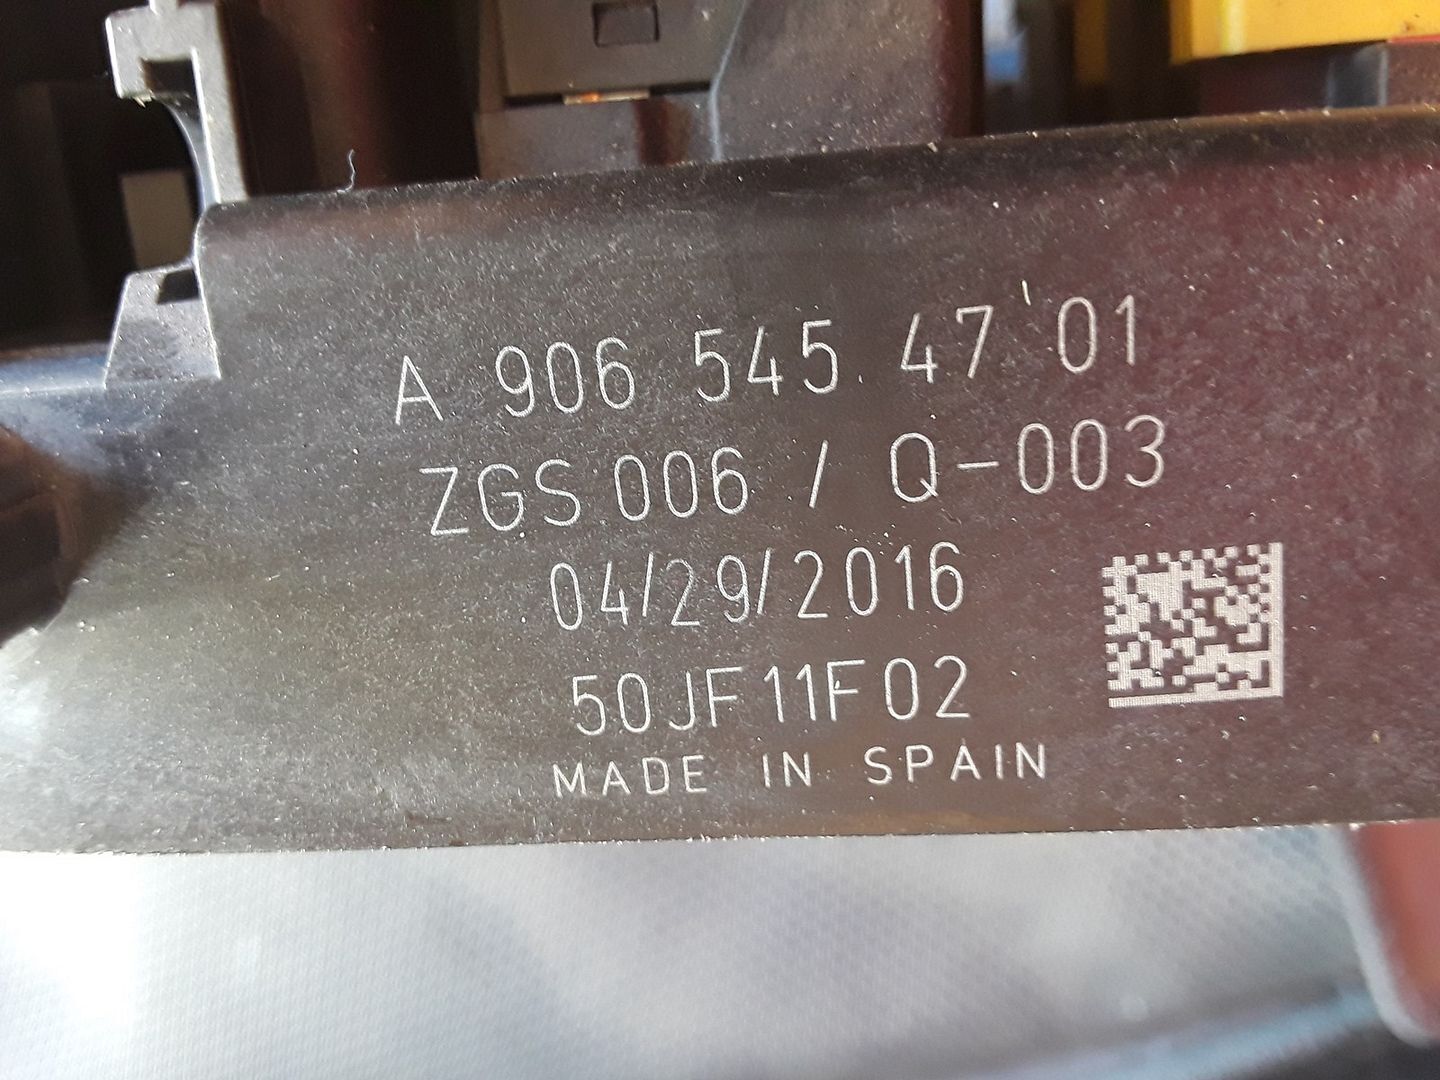 A 906 545 47 01
ZGS 006 / Q-003
04/29/2016
50JF11F02
MADE IN SPAIN